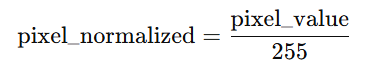 pixel_normalized = pixel_value / 255